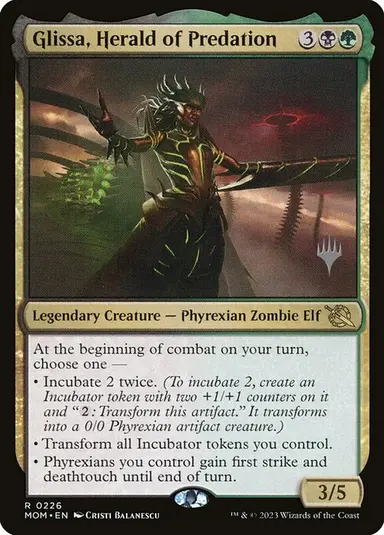 Glissa, Herald of Predation 3
Legendary Creature — Phyrexian Zombie Elf
At the beginning of combat on your turn,
choose one —
• Incubate 2 twice. (To incubate 2, create an
Incubator token with two +1/+1 counters on it
and “2: Transform this artifact.” It transforms
into a 0/0 Phyrexian artifact creature.)
• Transform all Incubator tokens you control.
• Phyrexians you control gain first strike and
deathtouch until end of turn.
3/5
R 0226
MOM • EN CRISTI BALANESCU
™ & © 2023 Wizards of the Coast